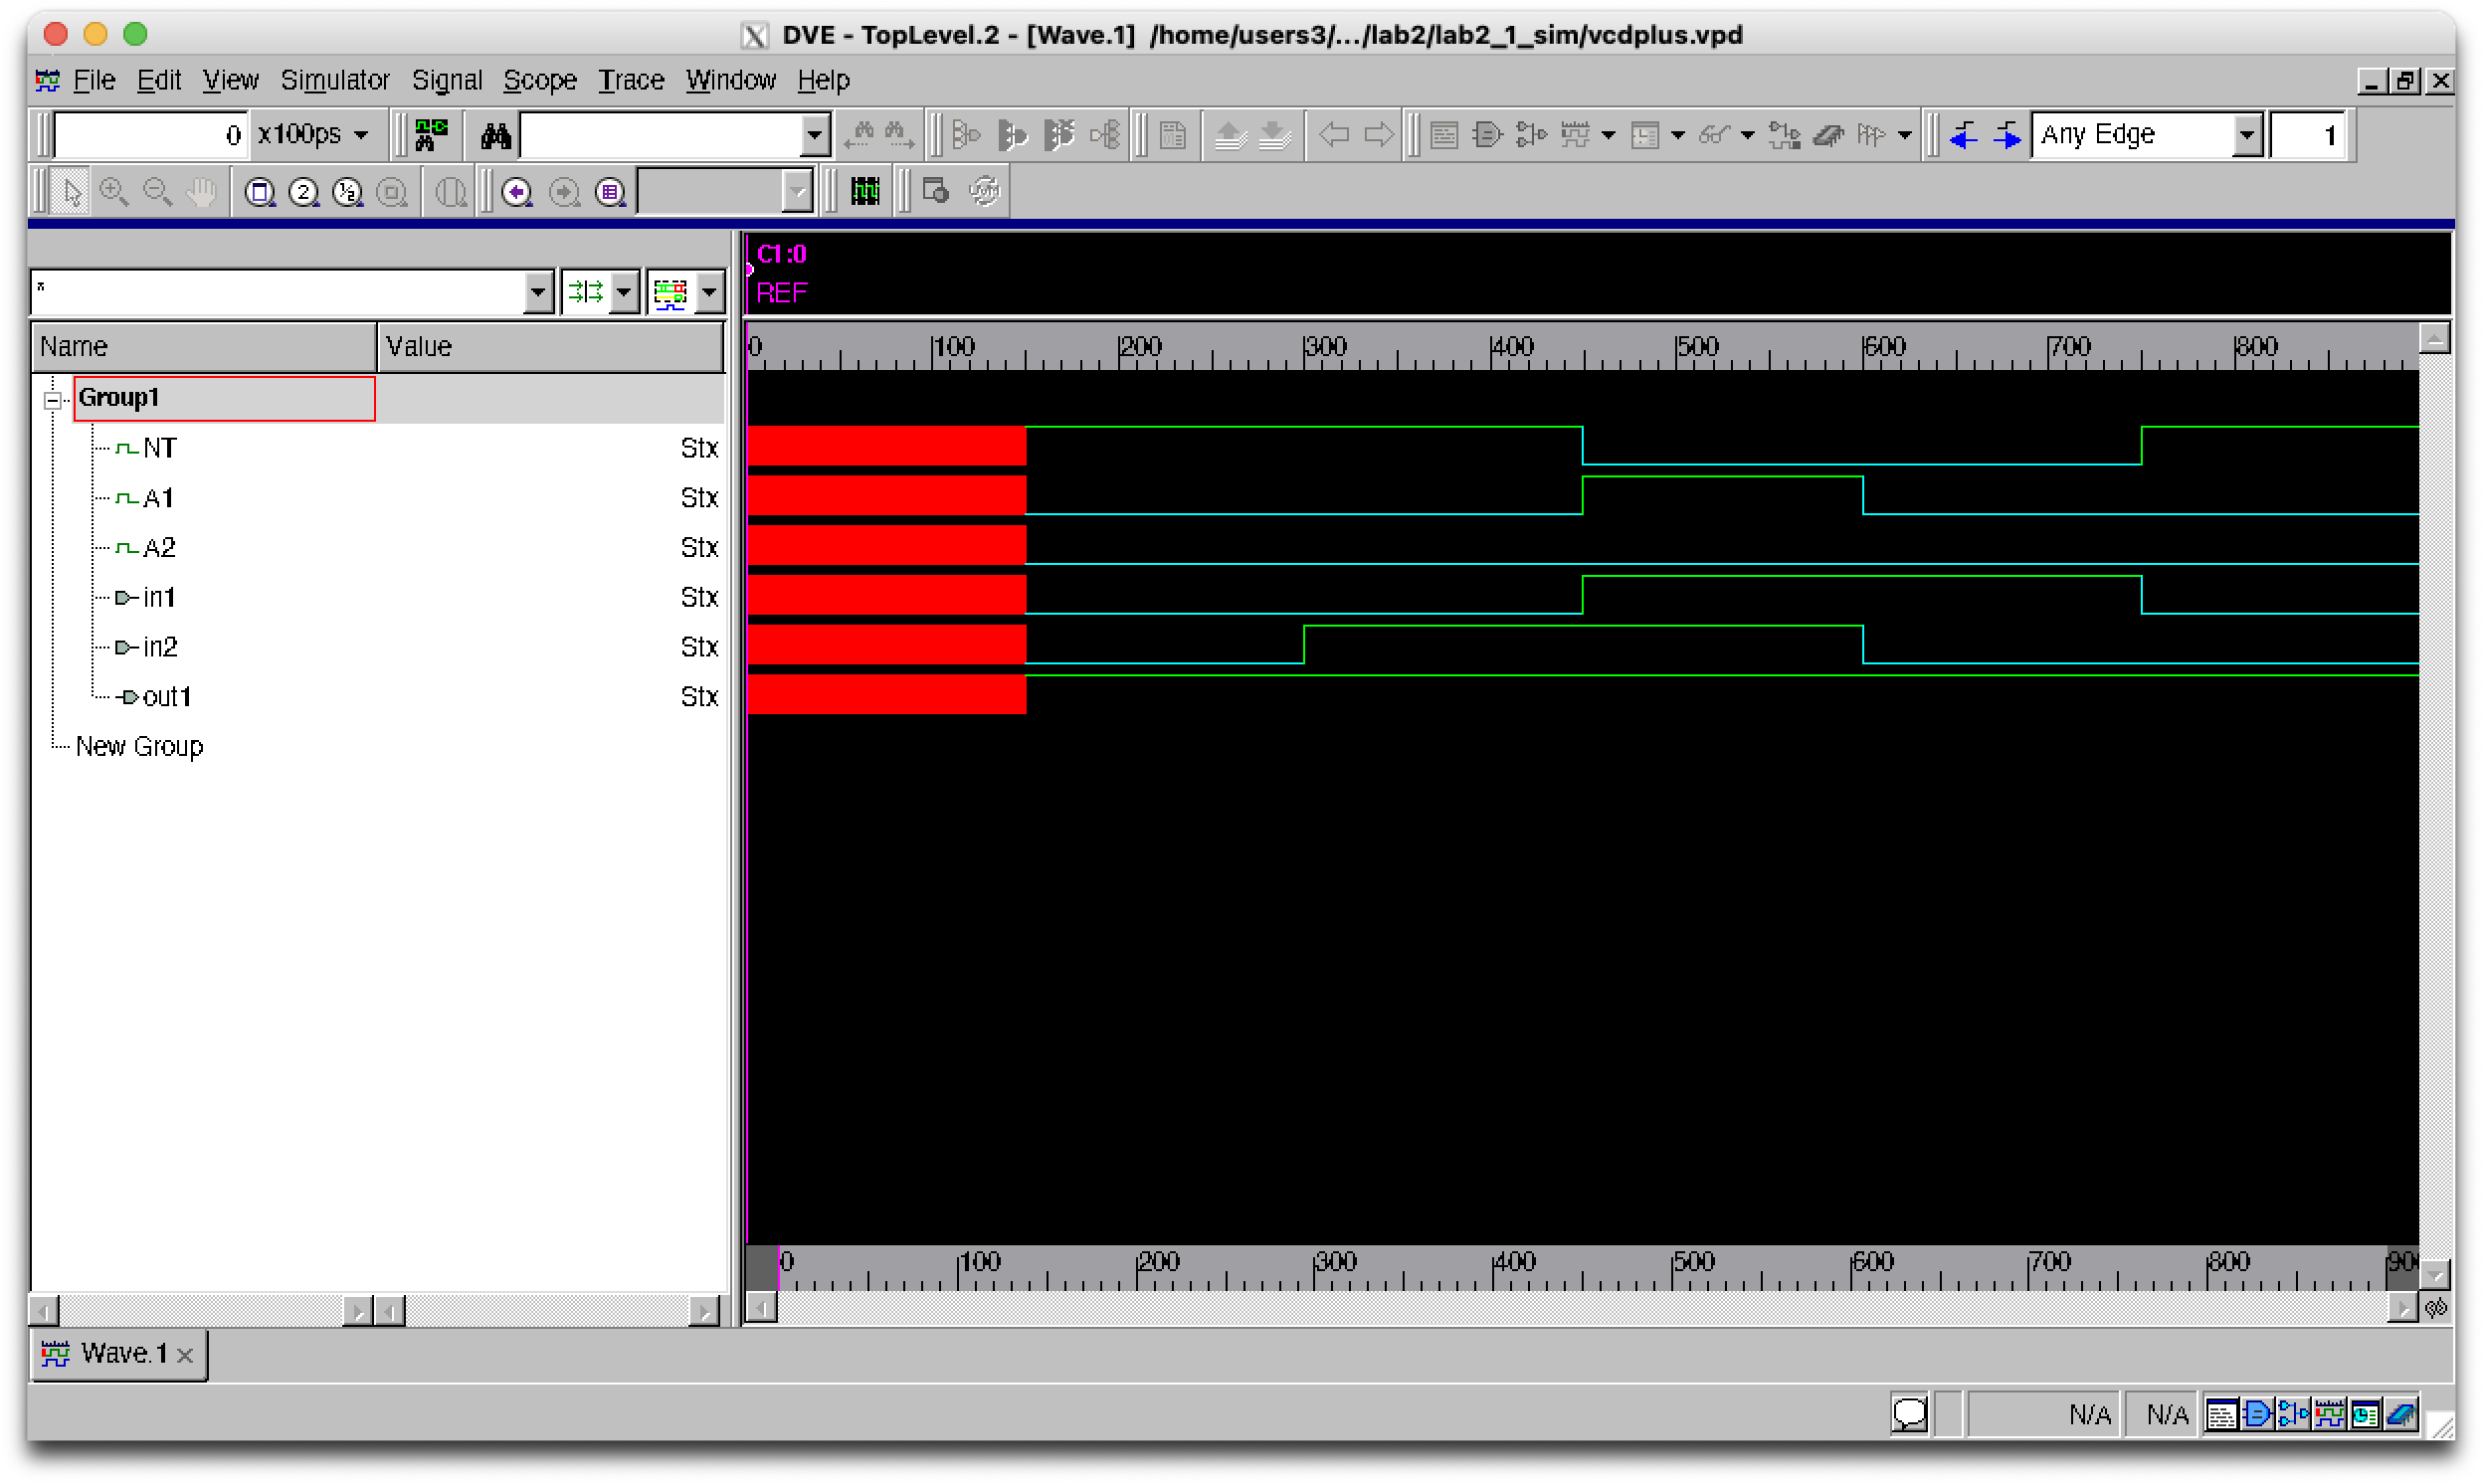 DVE - TopLevel.2 - [Wave.1] /home/users3/.../lab2/lab2_1_sim/vcdplus.vpd
File Edit View Simulator Signal Scope Trace Window Help
0 x100ps Any Edge 1
C1:0
REF
*
Name Value
0 100 200 300 400 500 600 700 800
Group1
NT Stx
A1 Stx
A2 Stx
in1 Stx
in2 Stx
out1 Stx
New Group
0 100 200 300 400 500 600 700 800
Wave.1
N/A N/A